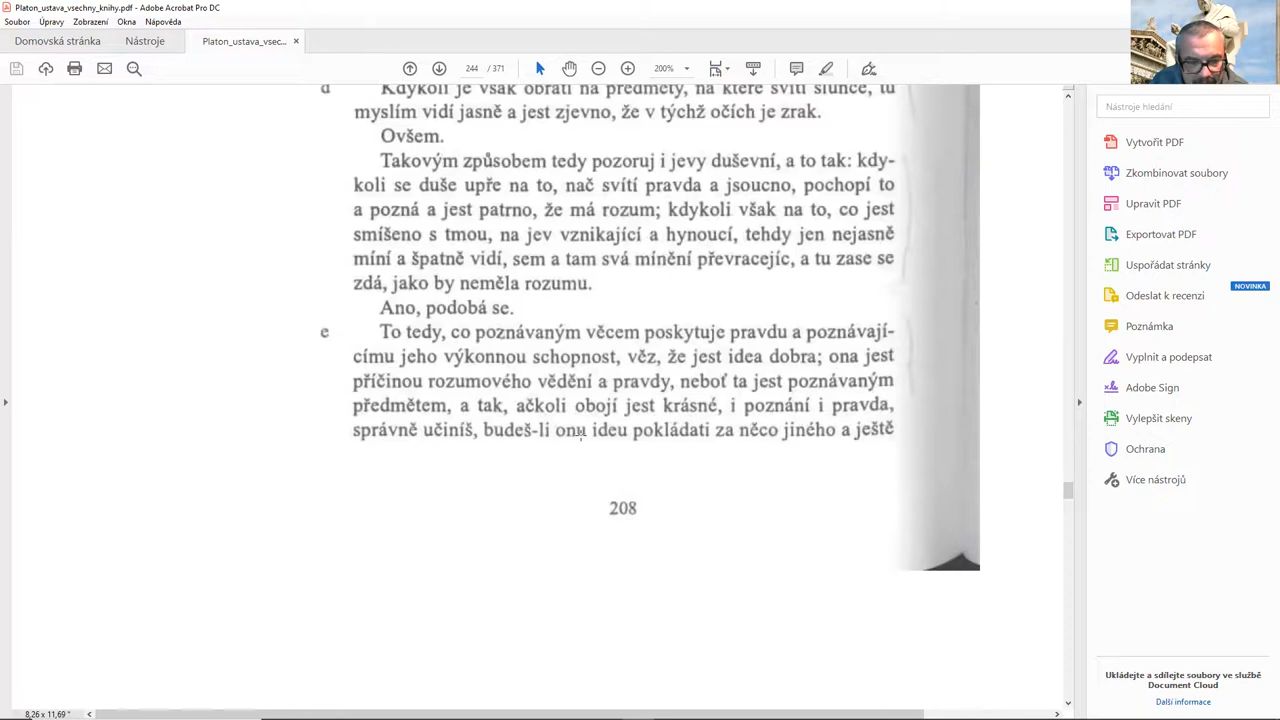 Platon_ustava_vsechny_knihy.pdf - Adobe Acrobat Pro DC
Soubor Úpravy Zobrazení Okna Nápověda
Domovská stránka Nástroje Platon_ustava_vsec... ×
244 / 371 200%
d Kdykoli je však obrátí na předměty, na které svítí slunce, tu
myslím vidí jasně a jest zjevno, že v týchž očích je zrak.
Ovšem.
Takovým způsobem tedy pozoruj i jevy duševní, a to tak: kdy-
koli se duše upře na to, nač svítí pravda a jsoucno, pochopí to
a pozná a jest patrno, že má rozum; kdykoli však na to, co jest
smíšeno s tmou, na jev vznikající a hynoucí, tehdy jen nejasně
míní a špatně vidí, sem a tam svá mínění převracejíc, a tu zase se
zdá, jako by neměla rozumu.
Ano, podobá se.
e To tedy, co poznávaným věcem poskytuje pravdu a poznávají-
címu jeho výkonnou schopnost, věz, že jest idea dobra; ona jest
příčinou rozumového vědění a pravdy, neboť ta jest poznávaným
předmětem, a tak, ačkoli obojí jest krásné, i poznání i pravda,
správně učiníš, budeš-li onu ideu pokládati za něco jiného a ještě
208
8,26 x 11,69"
Nástroje hledání
Vytvořit PDF
Zkombinovat soubory
Upravit PDF
Exportovat PDF
Uspořádat stránky
NOVINKA
Odeslat k recenzi
Poznámka
Vyplnit a podepsat
Adobe Sign
Vylepšit skeny
Ochrana
Více nástrojů
Ukládejte a sdílejte soubory ve službě
Document Cloud
Další informace